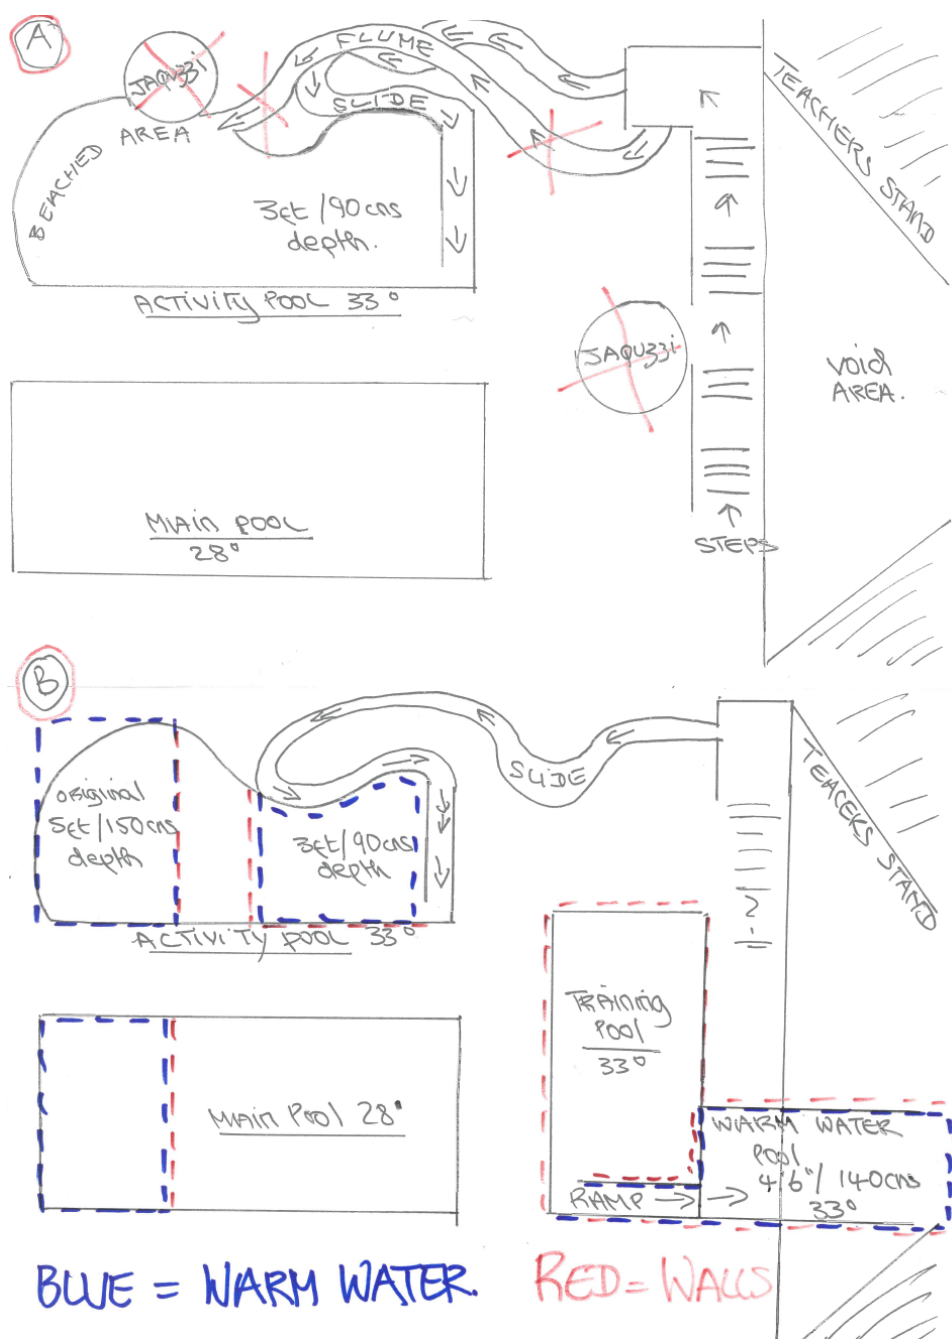 A
JAQUZZi
FLUME
SLIDE
BEACHED AREA
3ft/90cms
depth.
ACTIVITY POOL 33°
TEACHERS STAND
JAQUZZi
void
AREA.
MAIN POOL
28°
STEPS
B
original
5ft/150cms
depth
SLIDE
3ft/90cms
depth
ACTIVITY POOL 33°
TEACEKS STAND
TRAINING
POOL
33°
MAIN POOL 28°
WARM WATER
POOL
4'6"/140cms
33°
RAMP
BLUE = WARM WATER.
RED = WALLS